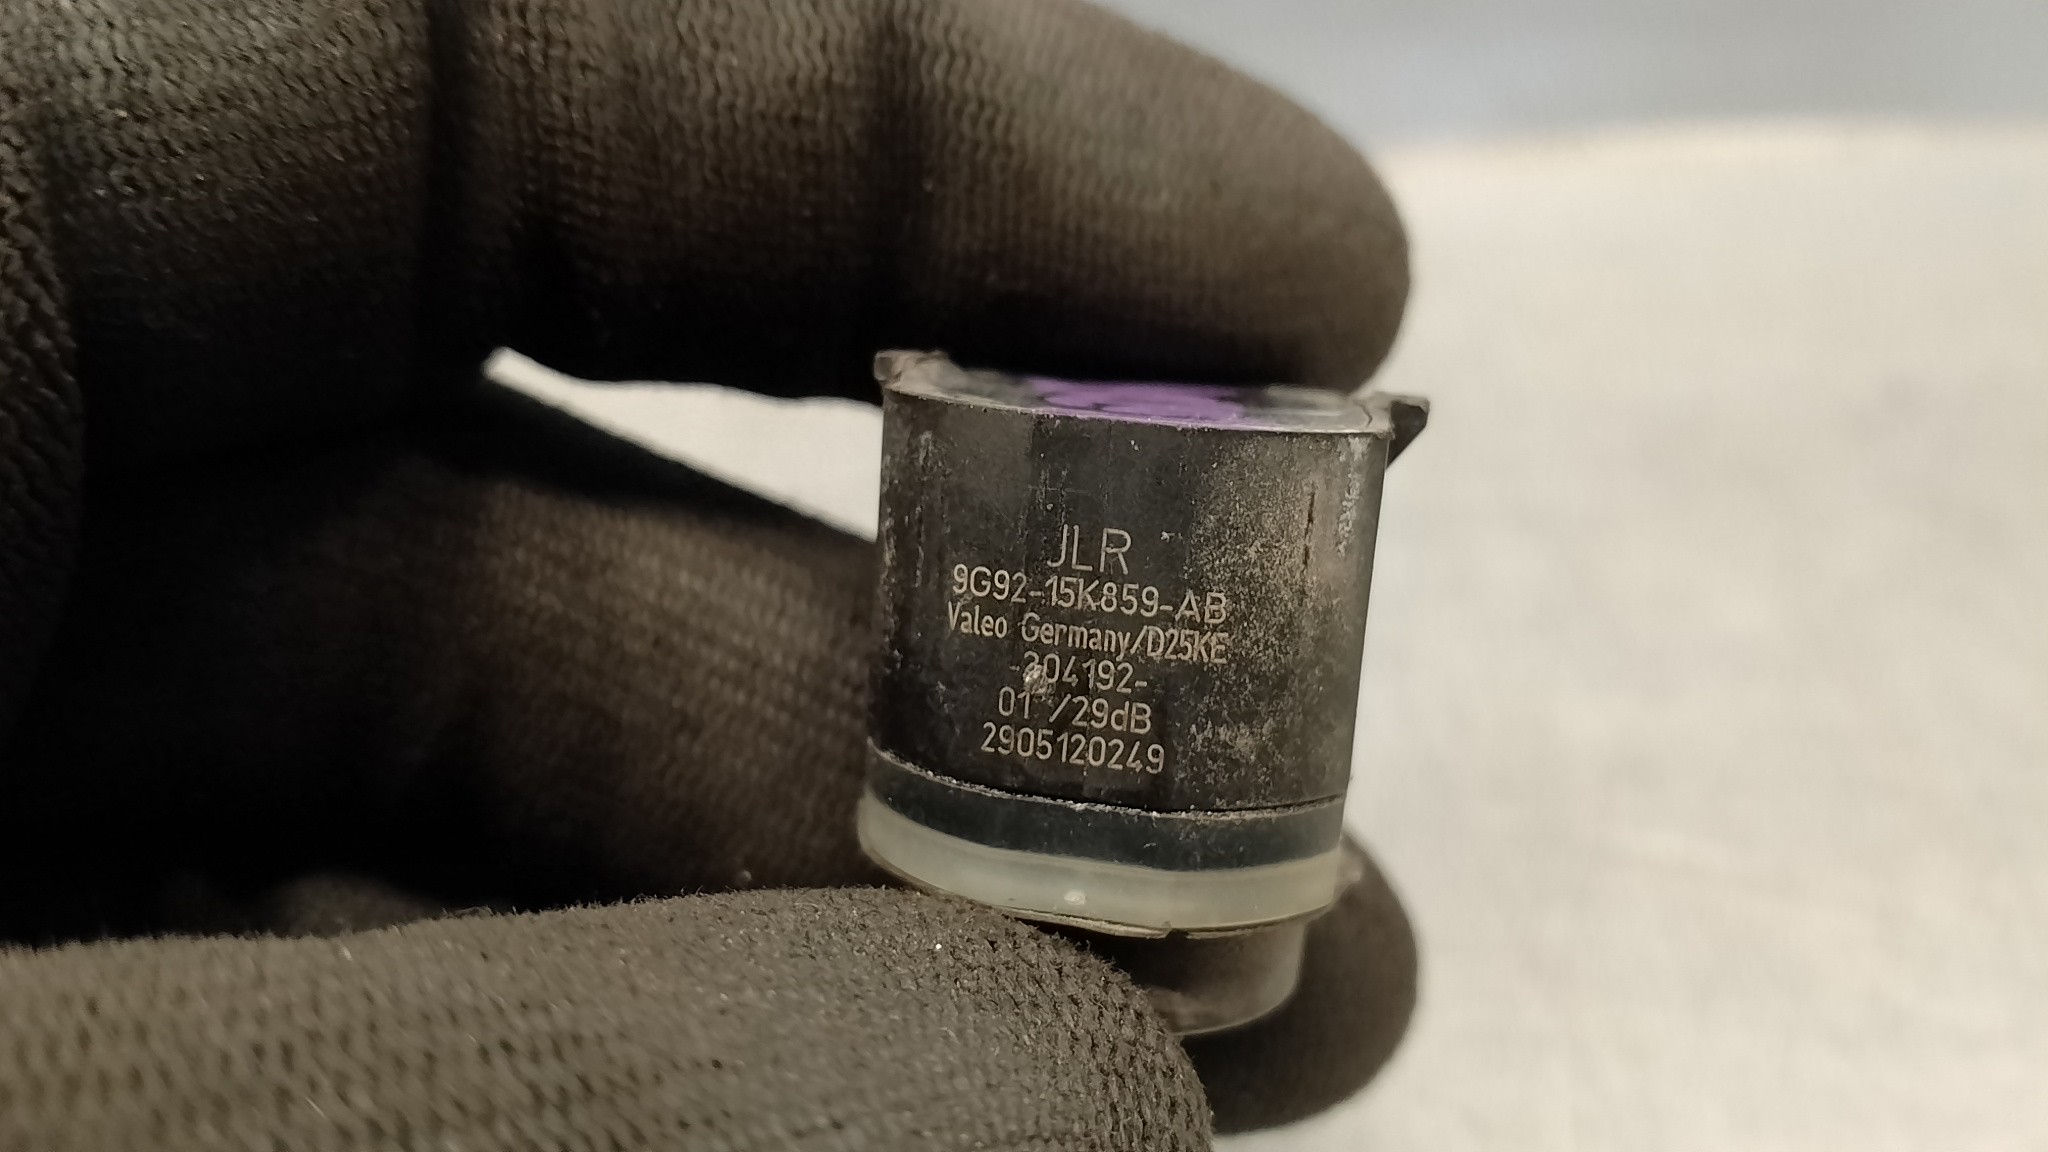 JLR
9G92-15K859-AB
Valeo Germany/D25KE
-304192-
01 /29dB
2905120249